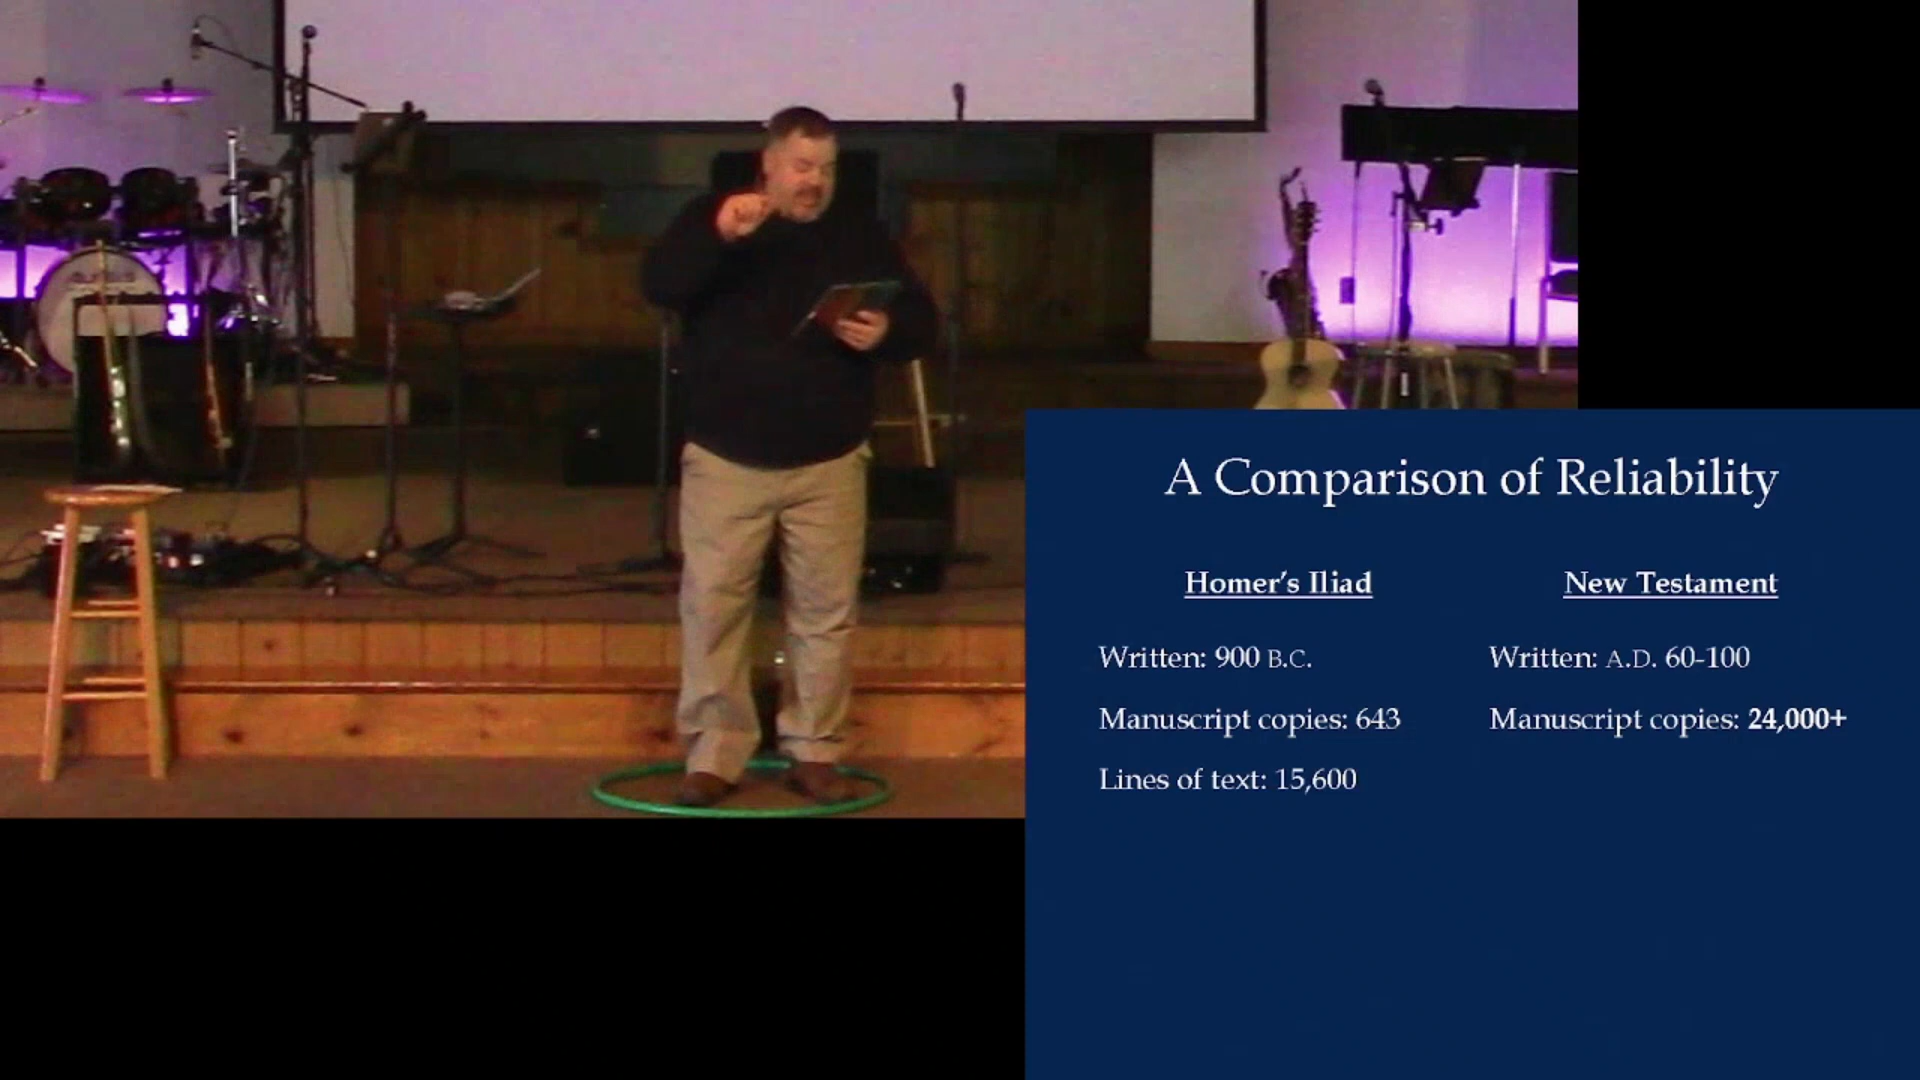 A Comparison of Reliability
Homer's Iliad
Written: 900 B.C.
Manuscript copies: 643
Lines of text: 15,600
New Testament
Written: A.D. 60-100
Manuscript copies: 24,000+